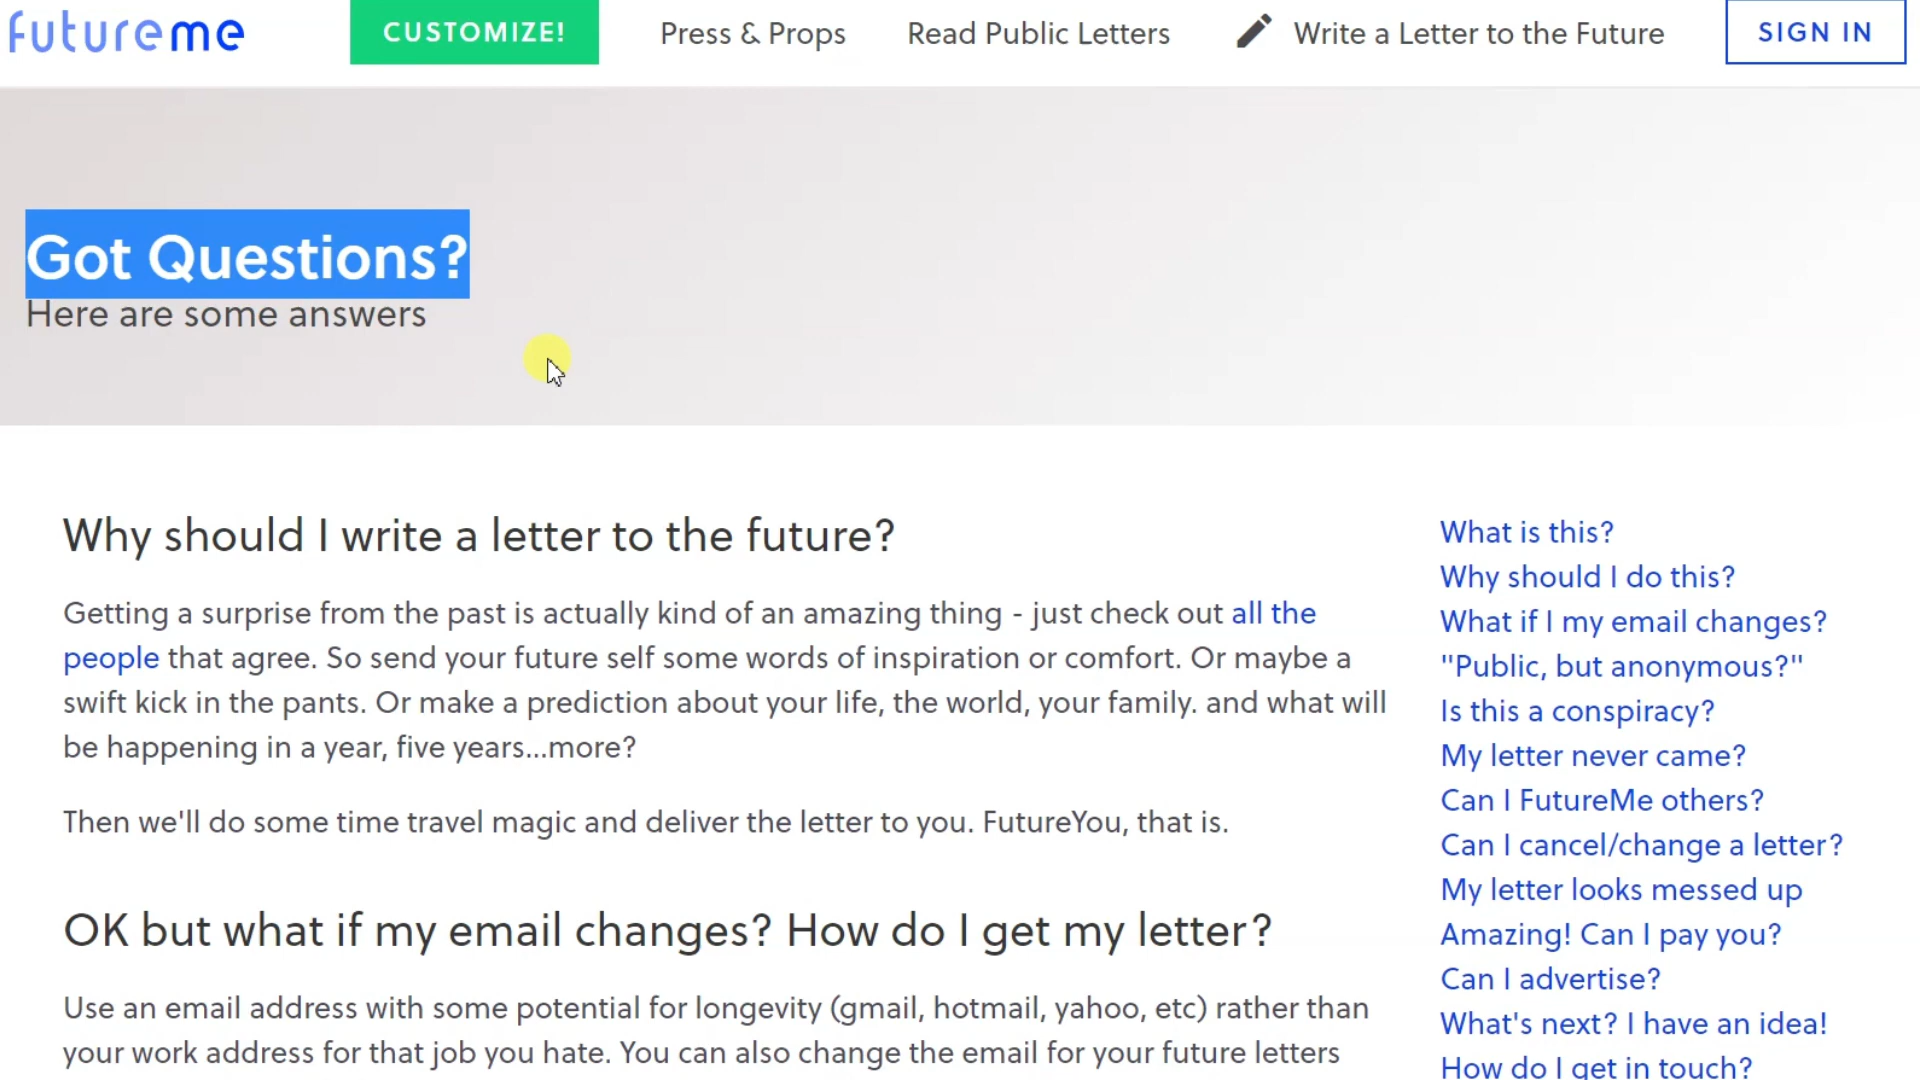 futureme
CUSTOMIZE!
Press & Props
Read Public Letters
Write a Letter to the Future
SIGN IN
Got Questions?
Here are some answers
Why should I write a letter to the future?
Getting a surprise from the past is actually kind of an amazing thing - just check out all the
people that agree. So send your future self some words of inspiration or comfort. Or maybe a
swift kick in the pants. Or make a prediction about your life, the world, your family. and what will
be happening in a year, five years...more?
Then we'll do some time travel magic and deliver the letter to you. FutureYou, that is.
OK but what if my email changes? How do I get my letter?
Use an email address with some potential for longevity (gmail, hotmail, yahoo, etc) rather than
your work address for that job you hate. You can also change the email for your future letters
What is this?
Why should I do this?
What if I my email changes?
"Public, but anonymous?"
Is this a conspiracy?
My letter never came?
Can I FutureMe others?
Can I cancel/change a letter?
My letter looks messed up
Amazing! Can I pay you?
Can I advertise?
What's next? I have an idea!
How do I get in touch?